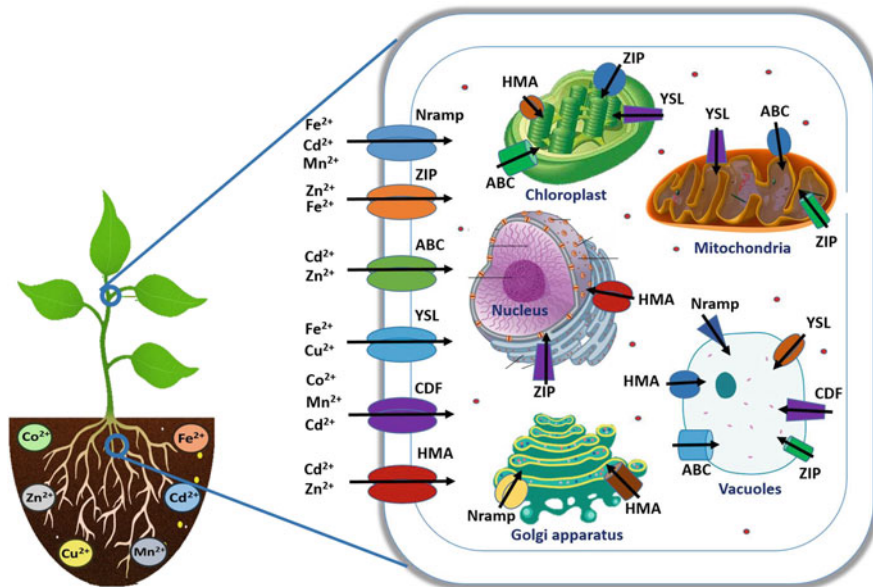 Fe²⁺
Cd²⁺
Mn²⁺
Nramp
Zn²⁺
Fe²⁺
ZIP
Cd²⁺
Zn²⁺
ABC
Fe²⁺
Cu²⁺
YSL
Co²⁺
Mn²⁺
Cd²⁺
CDF
Cd²⁺
Zn²⁺
HMA
HMA
ZIP
YSL
ABC
Chloroplast
YSL
ABC
ZIP
Mitochondria
Nucleus
HMA
ZIP
Nramp
YSL
HMA
CDF
ABC
ZIP
Vacuoles
Nramp
HMA
Golgi apparatus
Co²⁺
Fe²⁺
Zn²⁺
Cd²⁺
Cu²⁺
Mn²⁺